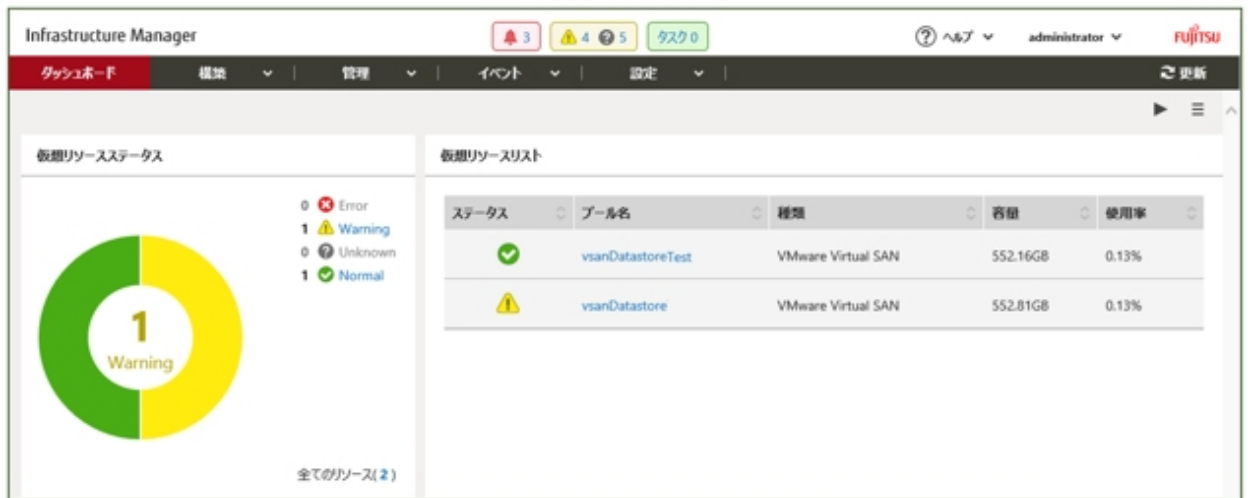 Infrastructure Manager 3 4 5 タスク 0 ヘルプ administrator FUJITSU
ダッシュボード 構築 管理 イベント 設定 更新
仮想リソースステータス
0 Error
1 Warning
0 Unknown
1 Normal
1
Warning
全てのリソース(2)
仮想リソースリスト
ステータス プール名 種類 容量 使用率
vsanDatastoreTest VMware Virtual SAN 552.16GB 0.13%
vsanDatastore VMware Virtual SAN 552.81GB 0.13%